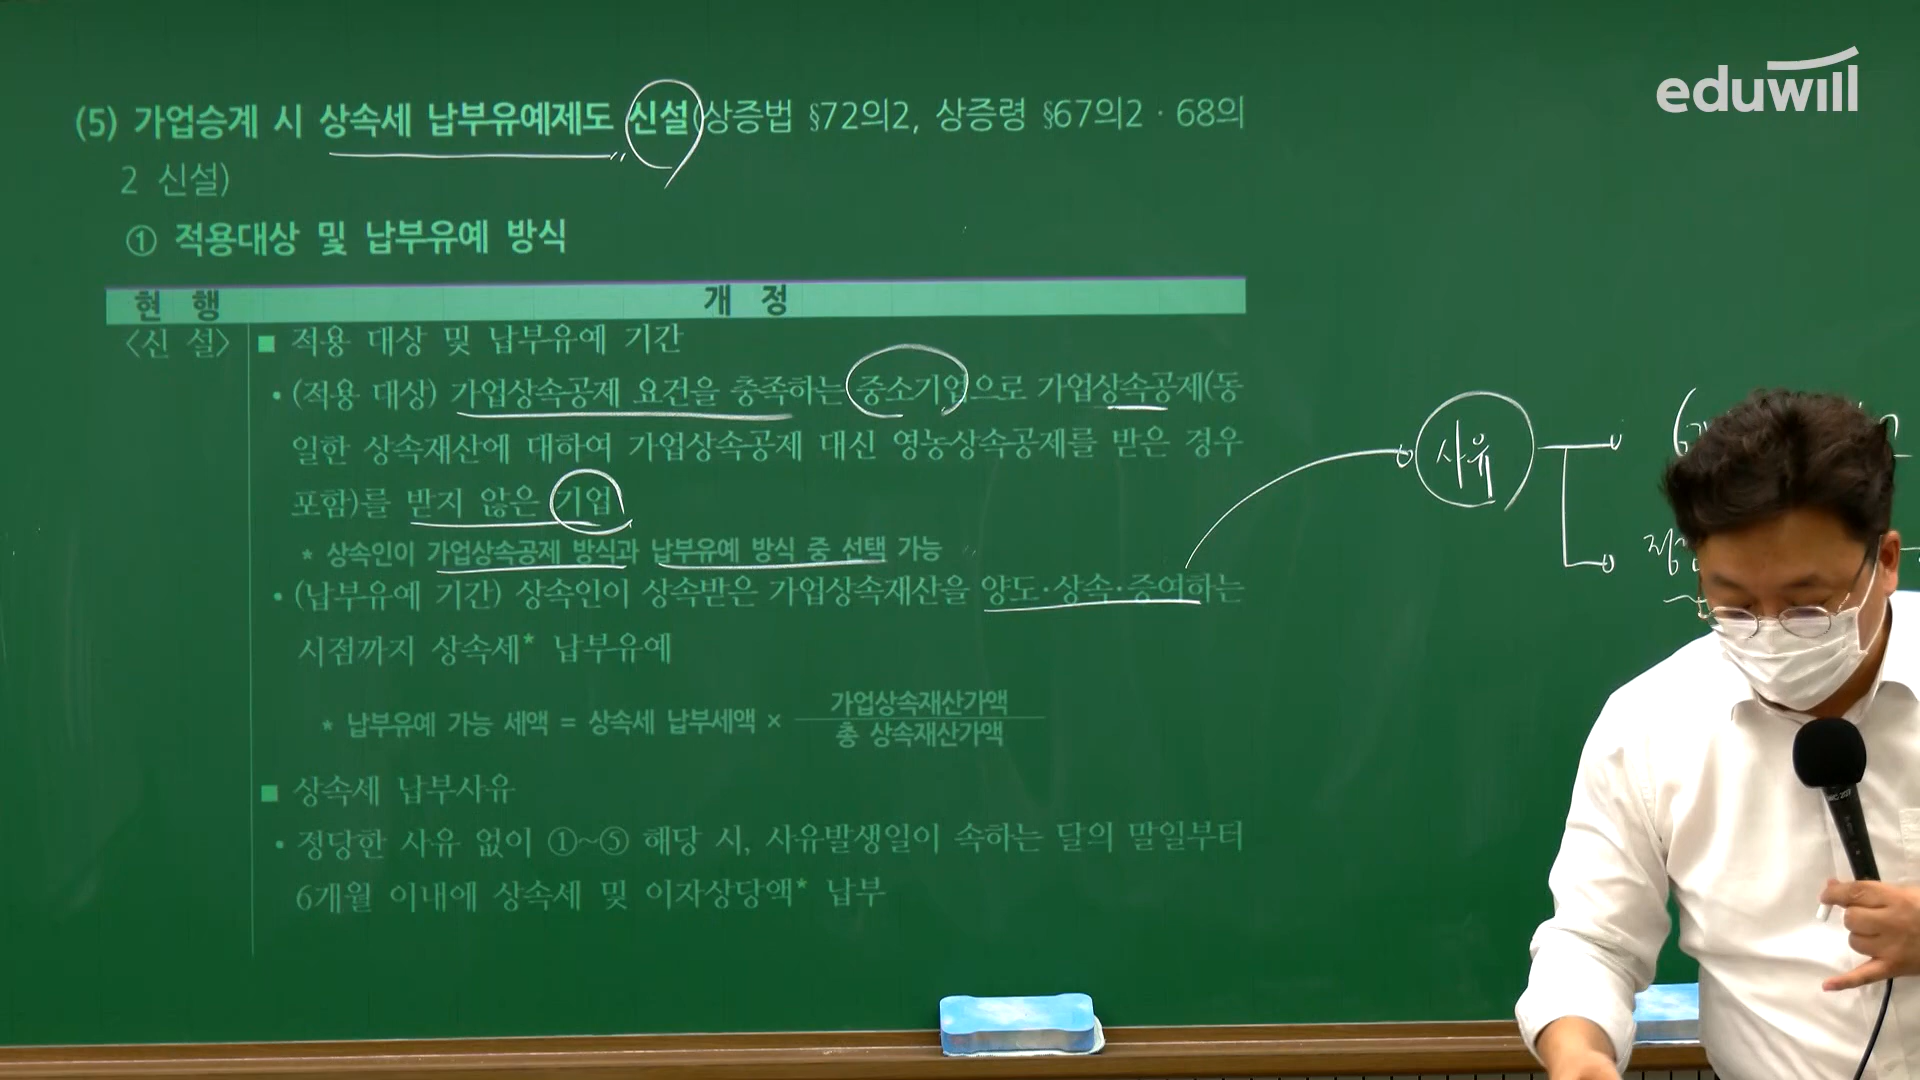 eduwill
(5) 가업승계 시 상속세 납부유예제도 신설(상증법 §72의2, 상증령 §67의2 · 68의
2 신설)
① 적용대상 및 납부유예 방식
현 행 개 정
<신 설> ■ 적용 대상 및 납부유예 기간
• (적용 대상) 가업상속공제 요건을 충족하는 중소기업으로 가업상속공제(동
일한 상속재산에 대하여 가업상속공제 대신 영농상속공제를 받은 경우
포함)를 받지 않은 기업
* 상속인이 가업상속공제 방식과 납부유예 방식 중 선택 가능
• (납부유예 기간) 상속인이 상속받은 가업상속재산을 양도·상속·증여하는
시점까지 상속세* 납부유예
* 납부유예 가능 세액 = 상속세 납부세액 × 가업상속재산가액
총 상속재산가액
■ 상속세 납부사유
• 정당한 사유 없이 ①~⑤ 해당 시, 사유발생일이 속하는 달의 말일부터
6개월 이내에 상속세 및 이자상당액* 납부
사유